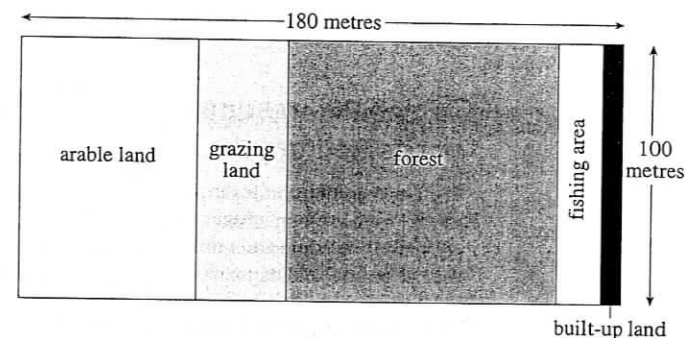 180 metres
arable land
grazing
land
forest
fishing area
100
metres
built-up land